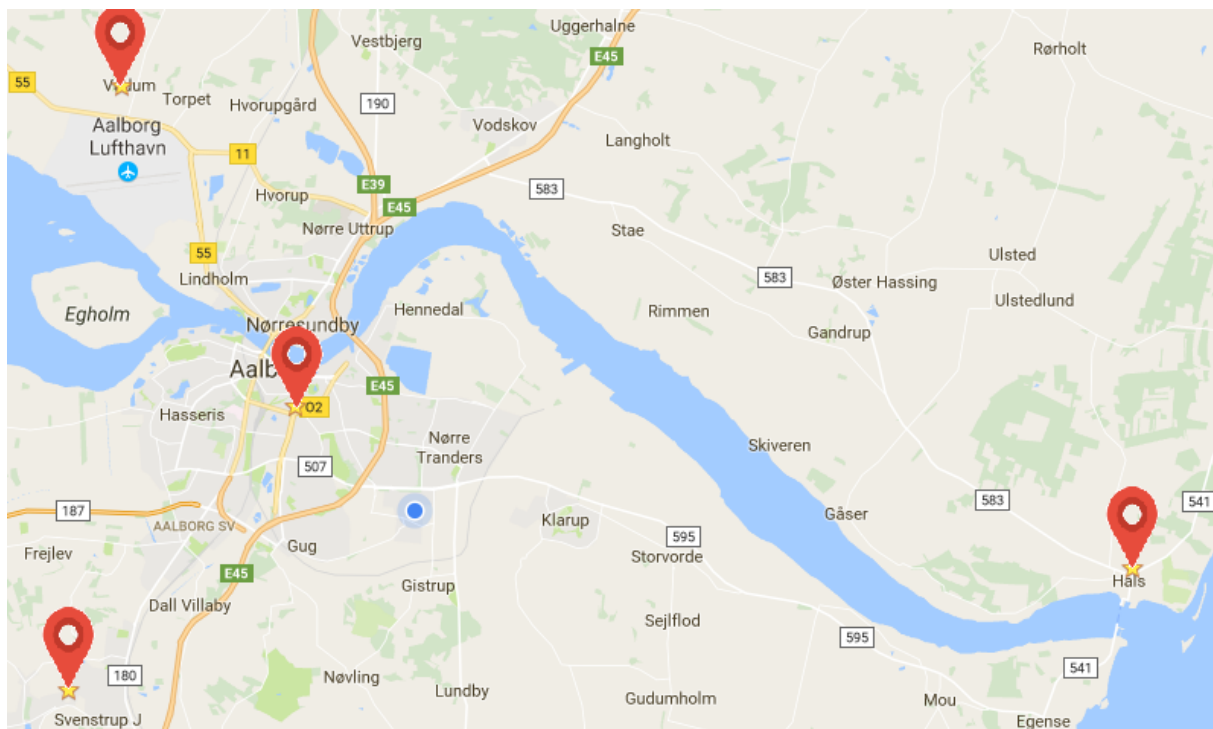 Uggerhalne
Vestbjerg
E45
Rørholt
55
Torpet
Hvorupgård
190
Aalborg
Lufthavn
Vodskov
Langholt
11
Hvorup
E39
583
E45
Nørre Uttrup
Stae
55
Lindholm
583
Ulsted
Øster Hassing
Ulstedlund
Egholm
Hennedal
Rimmen
Gandrup
Nørresundby
E45
Hasseris
O2
Nørre
Tranders
Skiveren
507
187
583
541
AALBORG SV
Klarup
Gåser
595
Frejlev
Gug
Storvorde
E45
Gistrup
Hals
Dall Villaby
Sejlflod
595
180
Nøvling
Lundby
Gudumholm
541
Mou
Svenstrup J
Egense